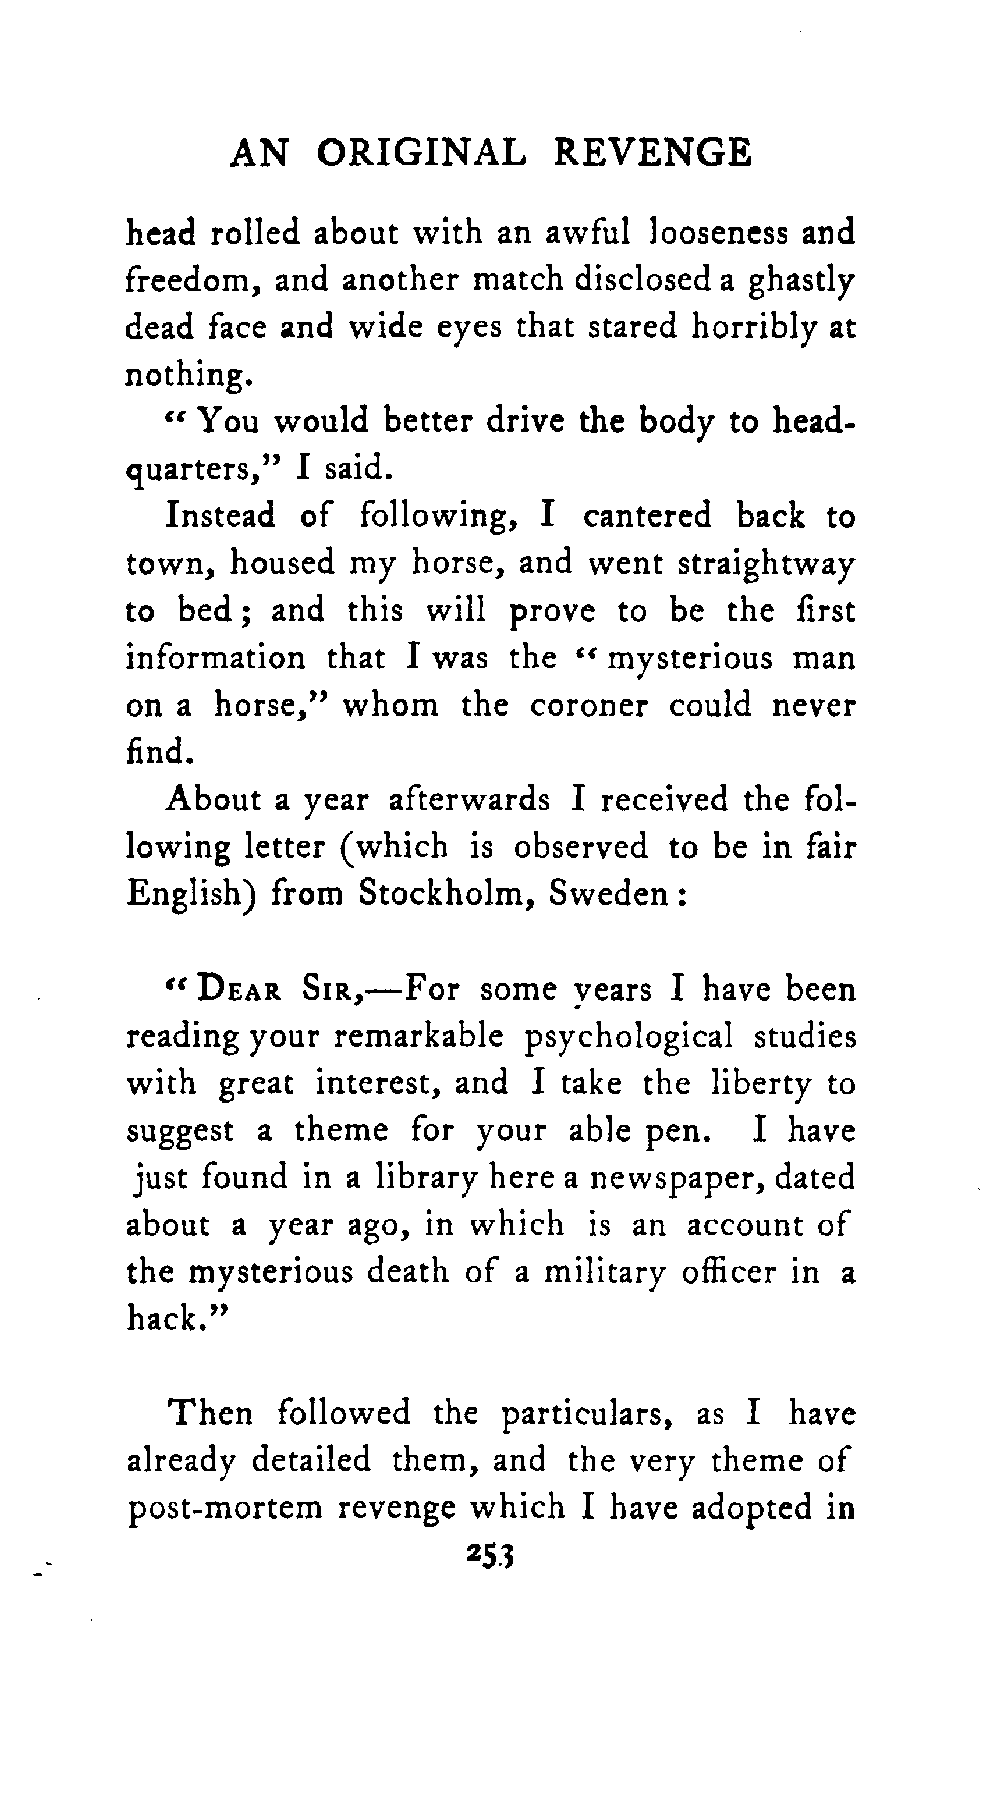 AN ORIGINAL REVENGE
head rolled about with an awful looseness and
freedom, and another match disclosed a ghastly
dead face and wide eyes that stared horribly at
nothing.
“ You would better drive the body to head-
quarters,” I said.
Instead of following, I cantered back to
town, housed my horse, and went straightway
to bed ; and this will prove to be the first
information that I was the “ mysterious man
on a horse,” whom the coroner could never
find.
About a year afterwards I received the fol-
lowing letter (which is observed to be in fair
English) from Stockholm, Sweden :
“ DEAR SIR,—For some years I have been
reading your remarkable psychological studies
with great interest, and I take the liberty to
suggest a theme for your able pen. I have
just found in a library here a newspaper, dated
about a year ago, in which is an account of
the mysterious death of a military officer in a
hack.”
Then followed the particulars, as I have
already detailed them, and the very theme of
post-mortem revenge which I have adopted in
253